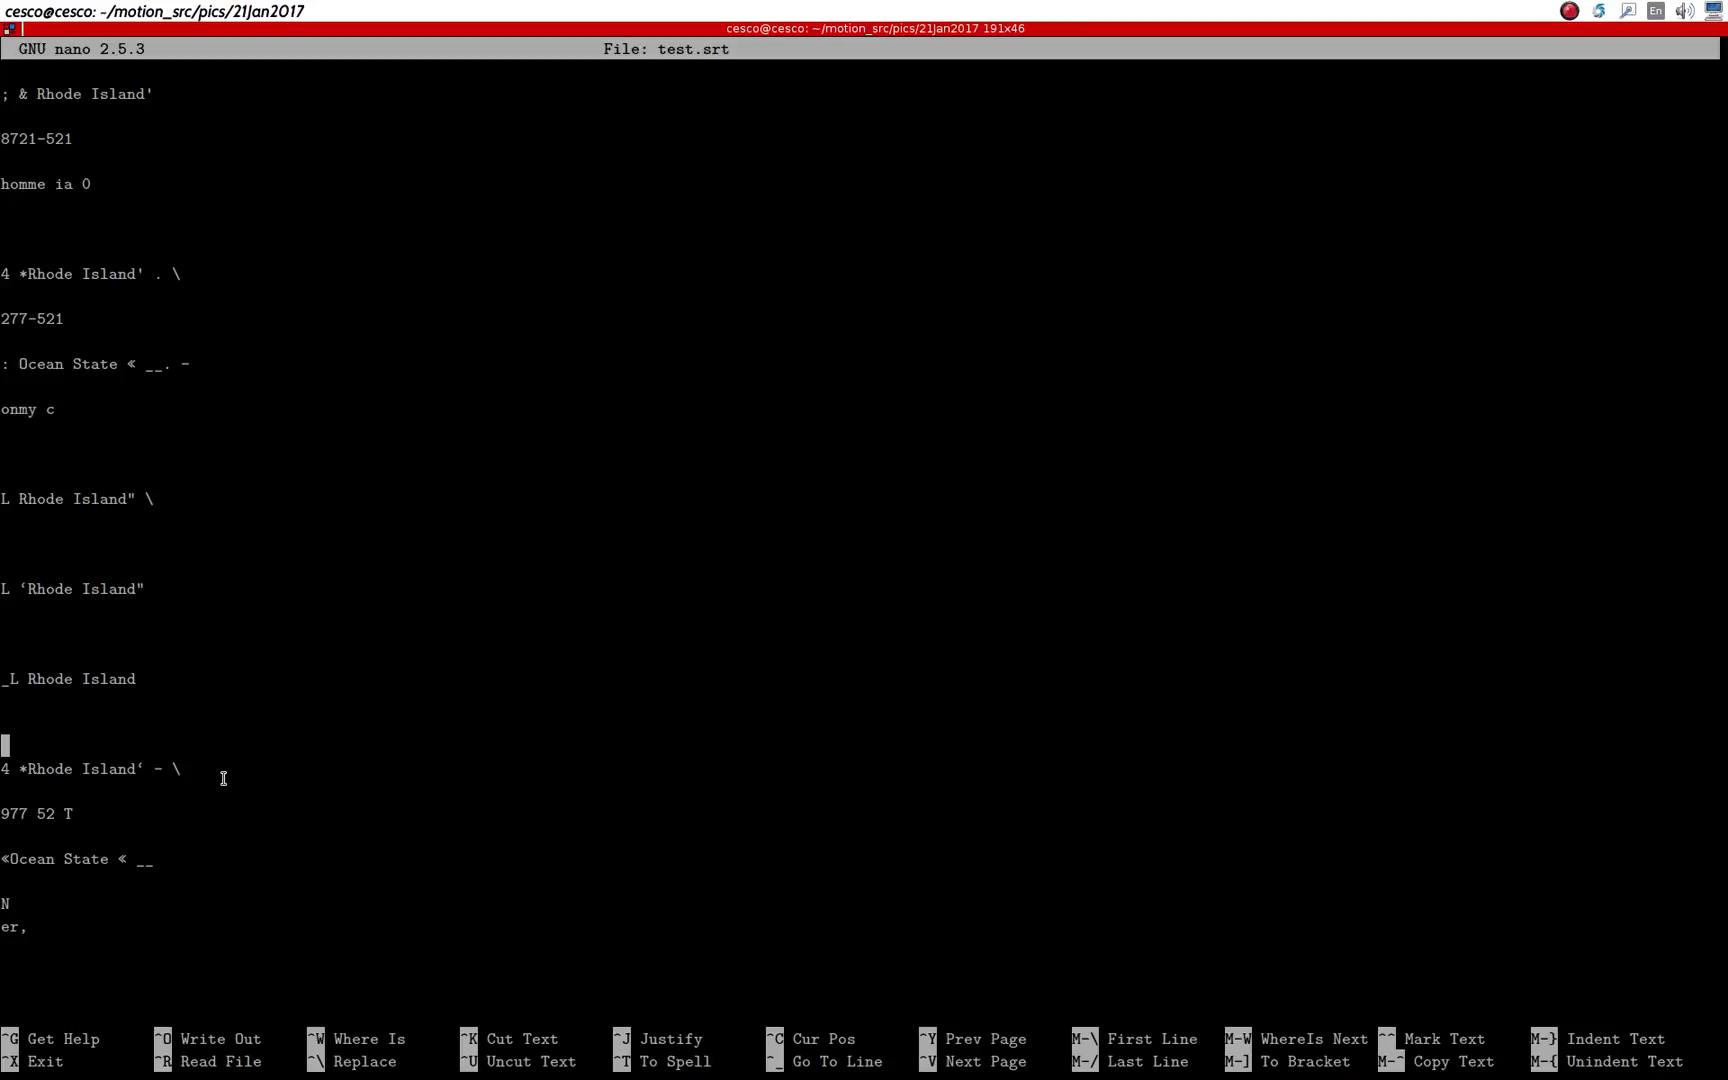 cesco@cesco: ~/motion_src/pics/21Jan2017
En
cesco@cesco: ~/motion_src/pics/21Jan2017 191x46
GNU nano 2.5.3 File: test.srt
; & Rhode Island'
8721-521
homme ia 0
4 *Rhode Island' . \
277-521
: Ocean State « __. -
onmy c
L Rhode Island" \
L ‘Rhode Island"
_L Rhode Island
4 *Rhode Island‘ - \
977 52 T
«Ocean State « __
N
er,
^G Get Help ^O Write Out ^W Where Is ^K Cut Text ^J Justify ^C Cur Pos ^Y Prev Page M-\ First Line M-W WhereIs Next ^^ Mark Text M-} Indent Text
^X Exit ^R Read File ^\ Replace ^U Uncut Text ^T To Spell ^_ Go To Line ^V Next Page M-/ Last Line M-] To Bracket M-^ Copy Text M-{ Unindent Text